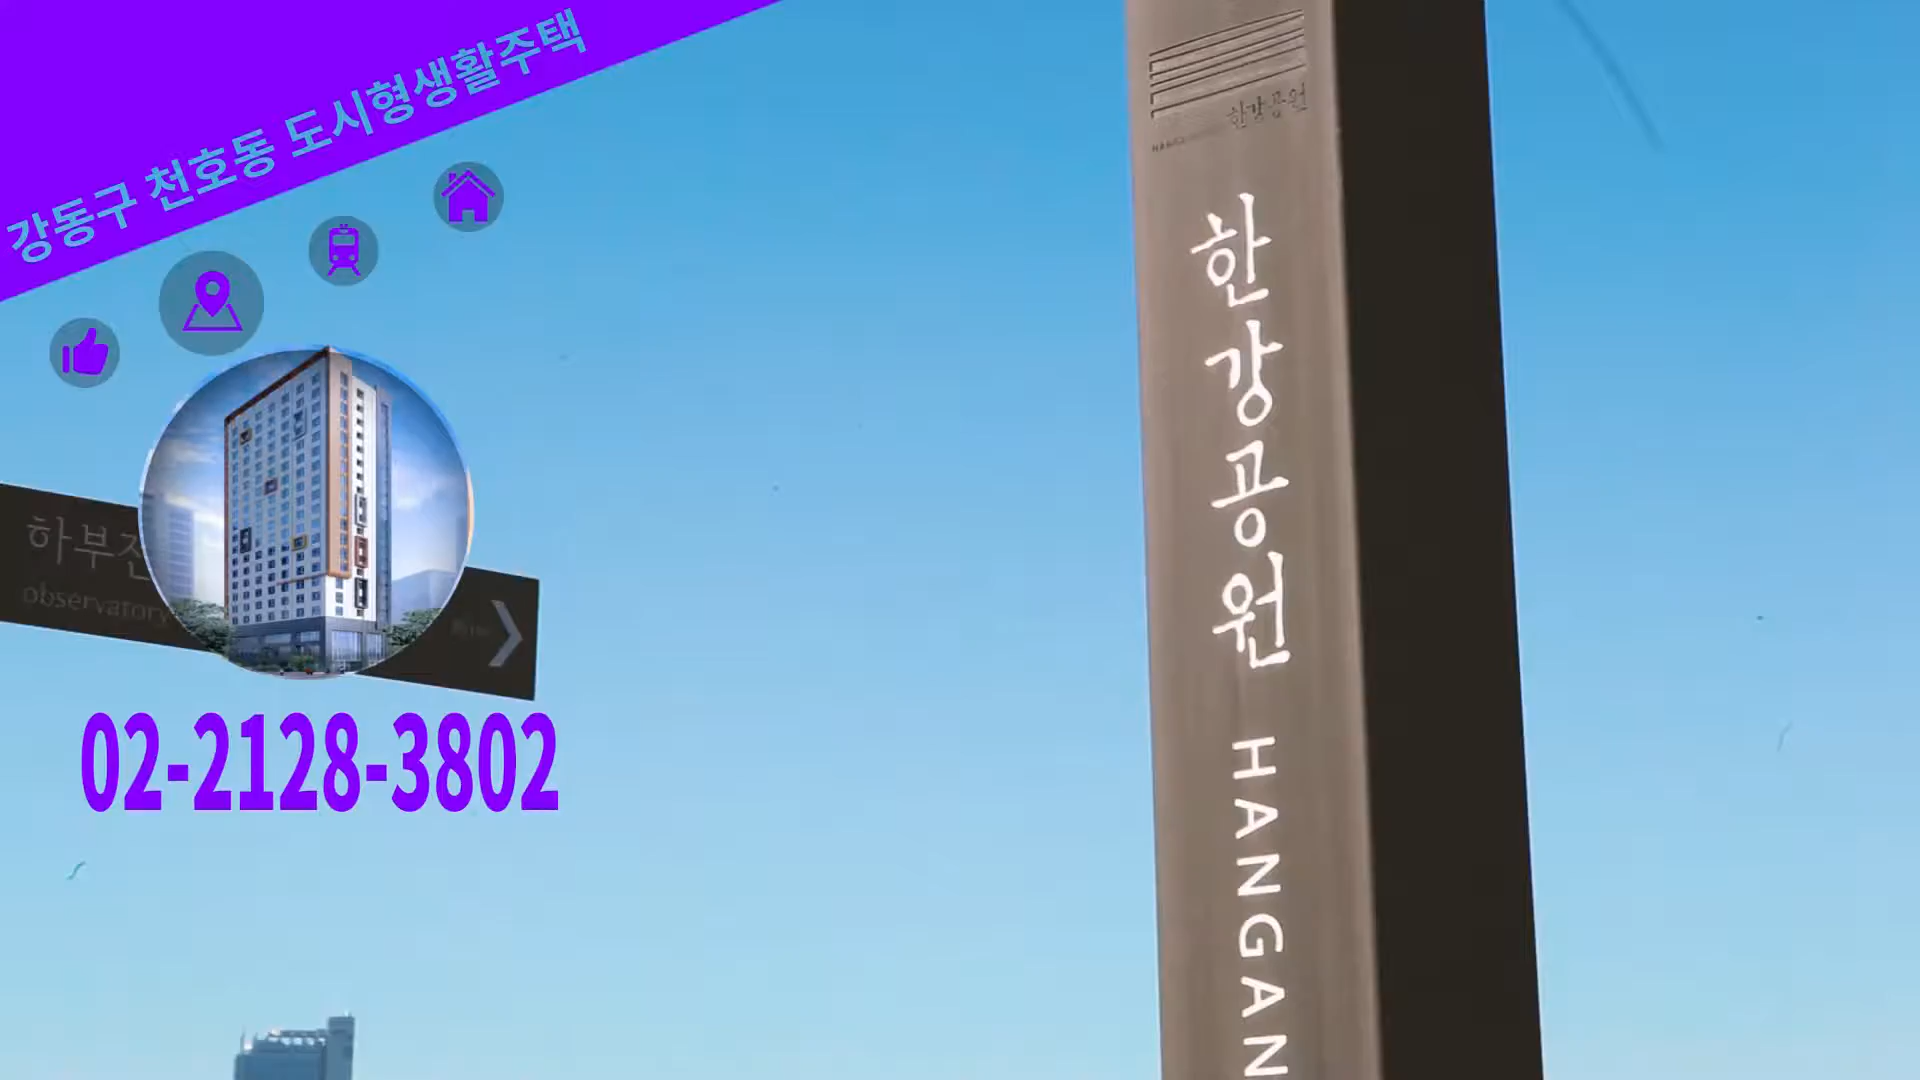 강동구 천호동 도시형생활주택
한강공원
한강공원
HANGAN
하부전
observatory
02-2128-3802